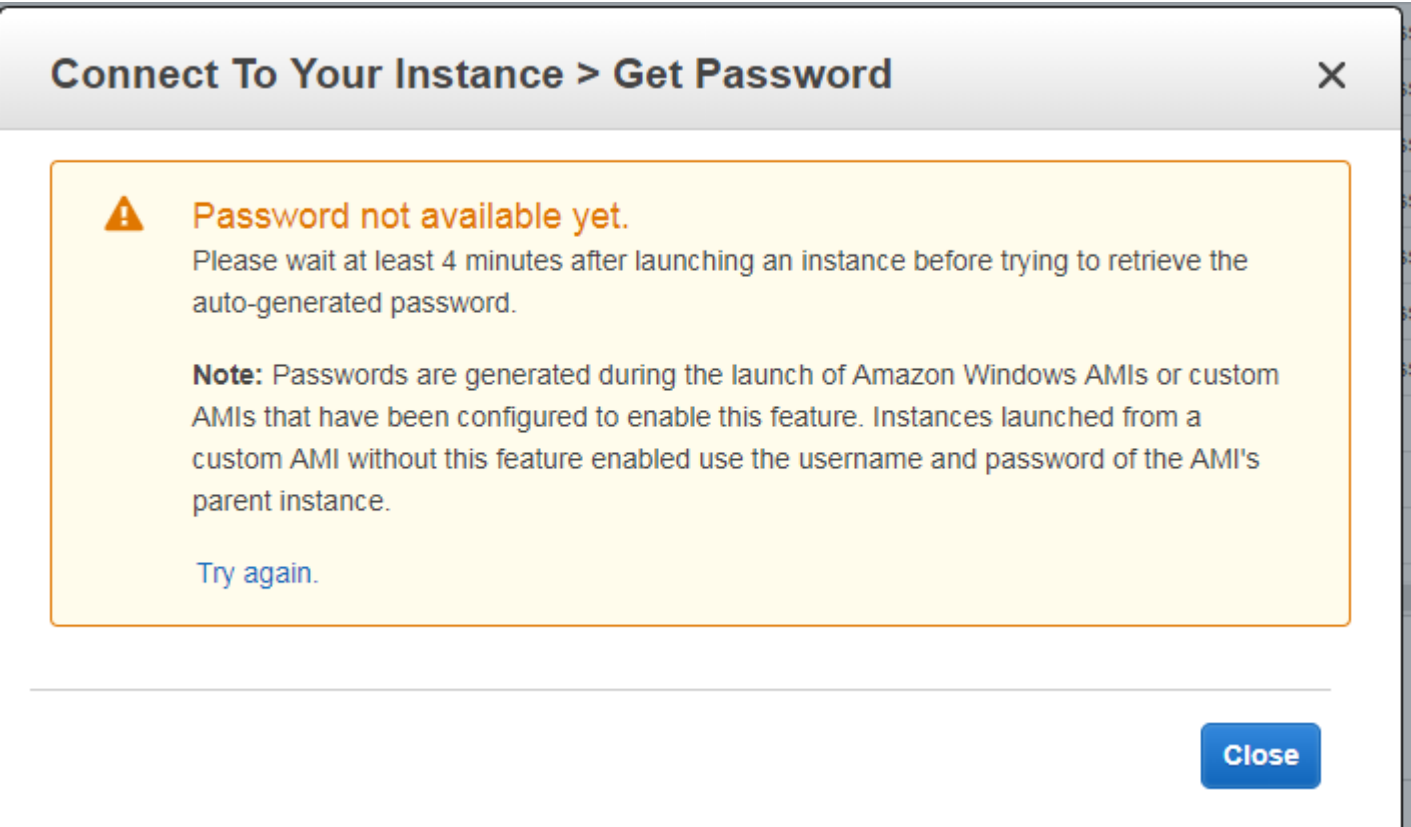 Connect To Your Instance > Get Password
Password not available yet.
Please wait at least 4 minutes after launching an instance before trying to retrieve the
auto-generated password.
Note: Passwords are generated during the launch of Amazon Windows AMIs or custom
AMIs that have been configured to enable this feature. Instances launched from a
custom AMI without this feature enabled use the username and password of the AMI's
parent instance.
Try again.
Close